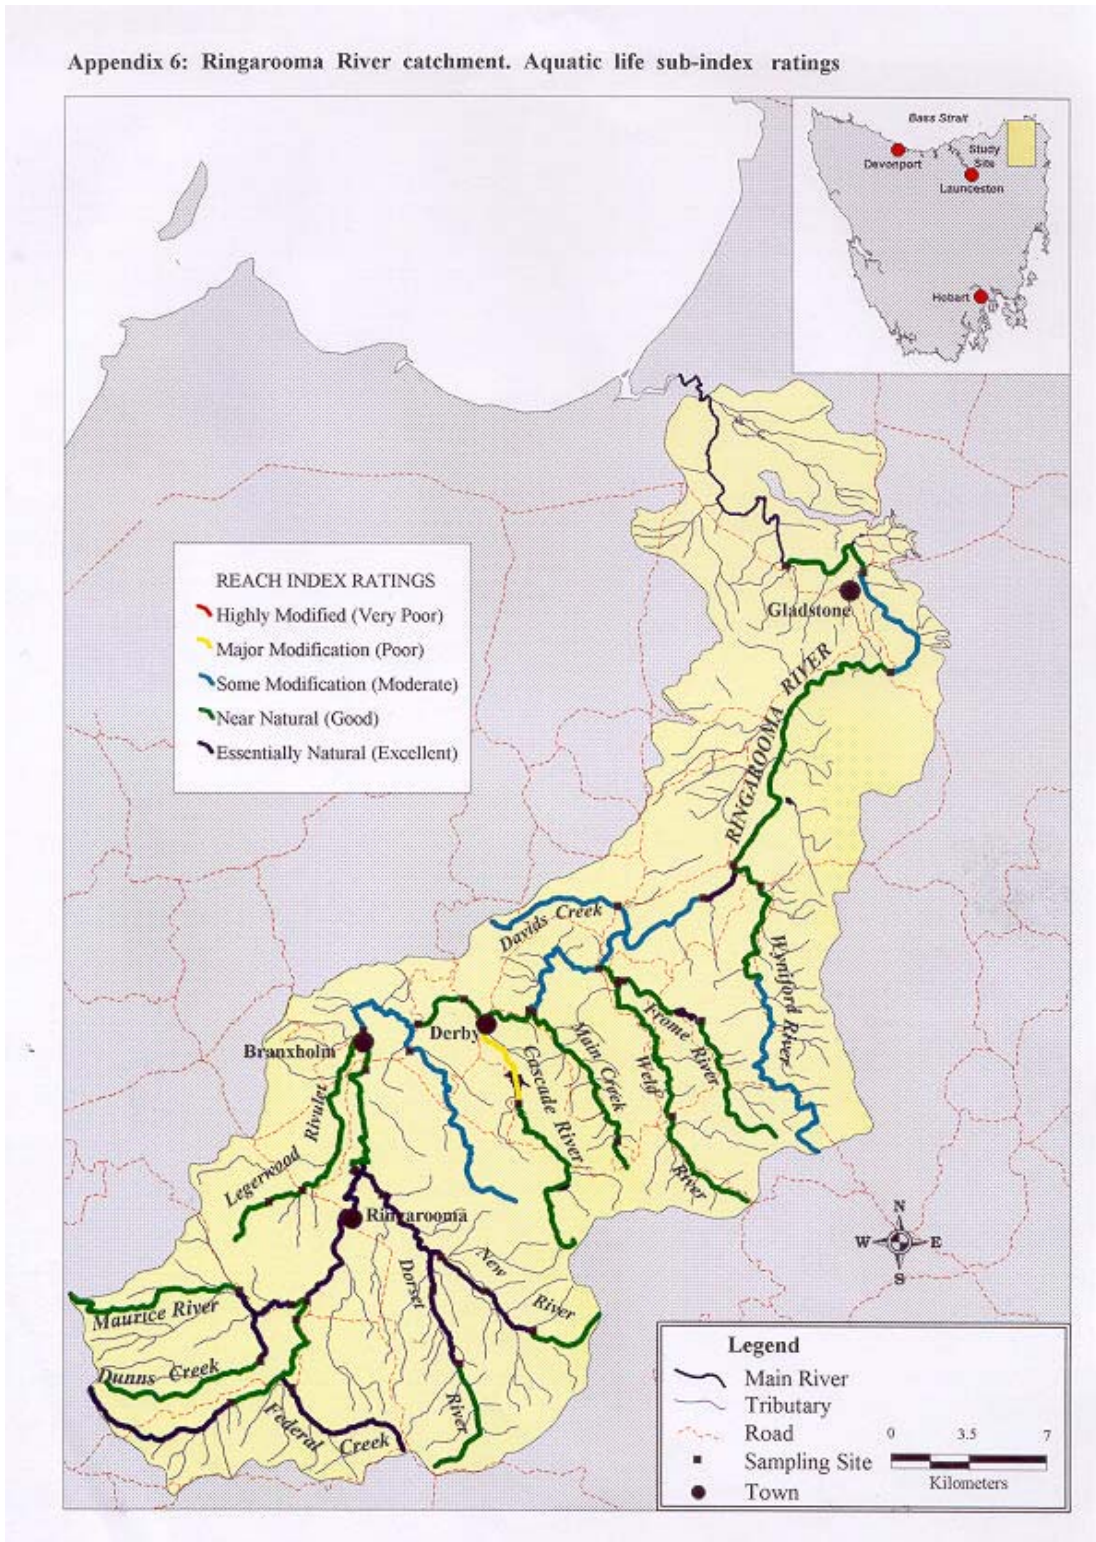 Appendix 6: Ringarooma River catchment. Aquatic life sub-index ratings
Bass Strait
Devonport
Study
Site
Launceston
Hobart
REACH INDEX RATINGS
Highly Modified (Very Poor)
Major Modification (Poor)
Some Modification (Moderate)
Near Natural (Good)
Essentially Natural (Excellent)
Gladstone
RINGAROOMA RIVER
Davids Creek
Wyniford River
Derby
Branxholm
Frome River
Main Creek
Weld
River
Cascade River
Legerwood Rivulet
Ringarooma
New
River
Dorset
River
Maurice River
Dunns Creek
Federal
Creek
N
W E
S
Legend
Main River
Tributary
Road
Sampling Site
Town
0 3.5 7
Kilometers